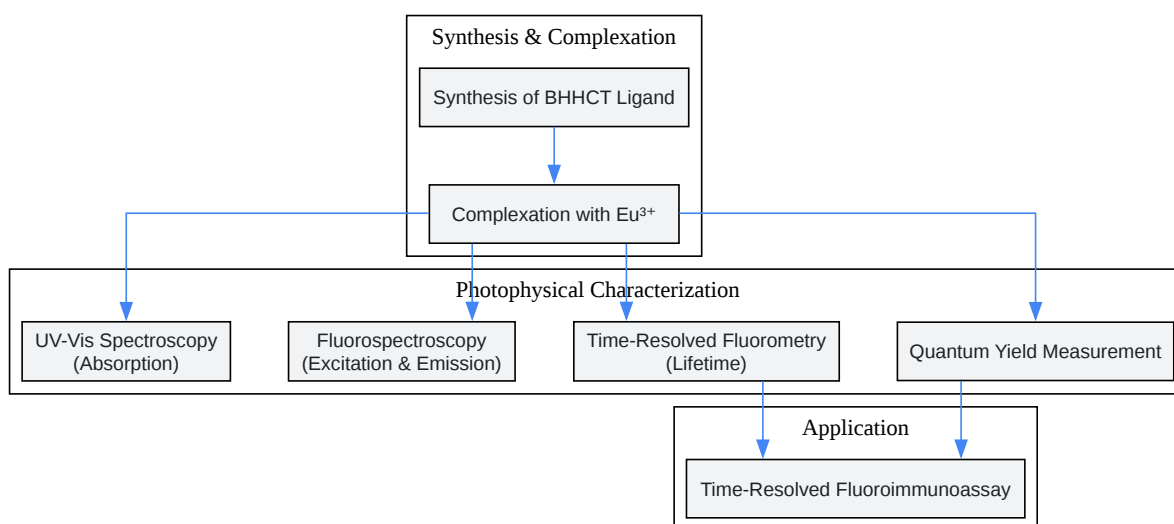 Synthesis & Complexation
Synthesis of BHHCT Ligand
Complexation with Eu³⁺
Photophysical Characterization
UV-Vis Spectroscopy
(Absorption)
Fluorospectroscopy
(Excitation & Emission)
Time-Resolved Fluorometry
(Lifetime)
Quantum Yield Measurement
Application
Time-Resolved Fluoroimmunoassay